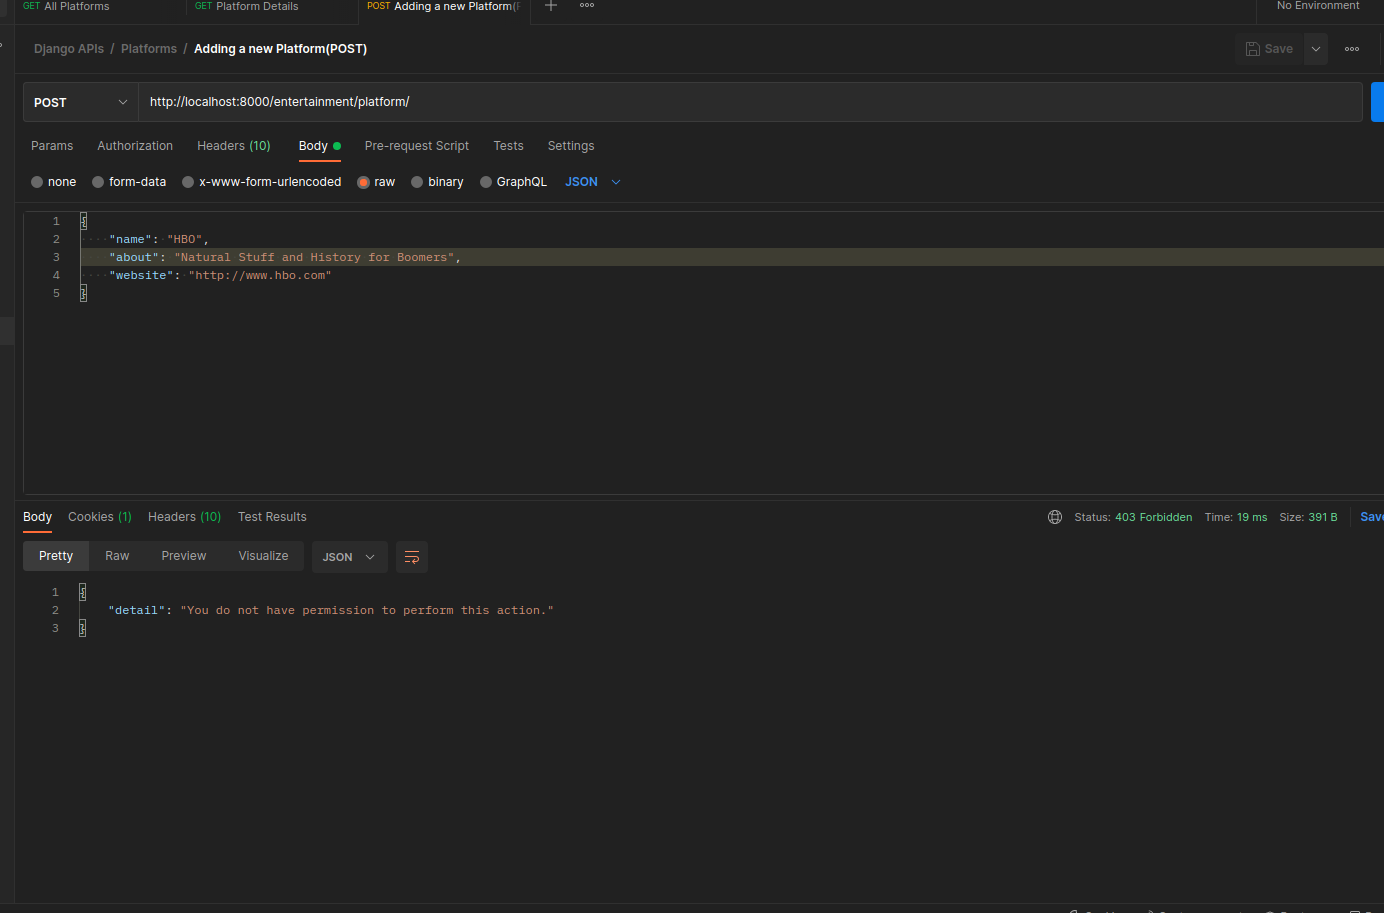 GET All Platforms
GET Platform Details
POST Adding a new Platform(
No Environment
Django APIs / Platforms / Adding a new Platform(POST)
Save
POST
http://localhost:8000/entertainment/platform/
Params Authorization Headers (10) Body Pre-request Script Tests Settings
none form-data x-www-form-urlencoded raw binary GraphQL JSON
1 {
2 "name": "HBO",
3 "about": "Natural Stuff and History for Boomers",
4 "website": "http://www.hbo.com"
5 }
Body Cookies (1) Headers (10) Test Results
Status: 403 Forbidden Time: 19 ms Size: 391 B
Save
Pretty Raw Preview Visualize JSON
1 {
2 "detail": "You do not have permission to perform this action."
3 }